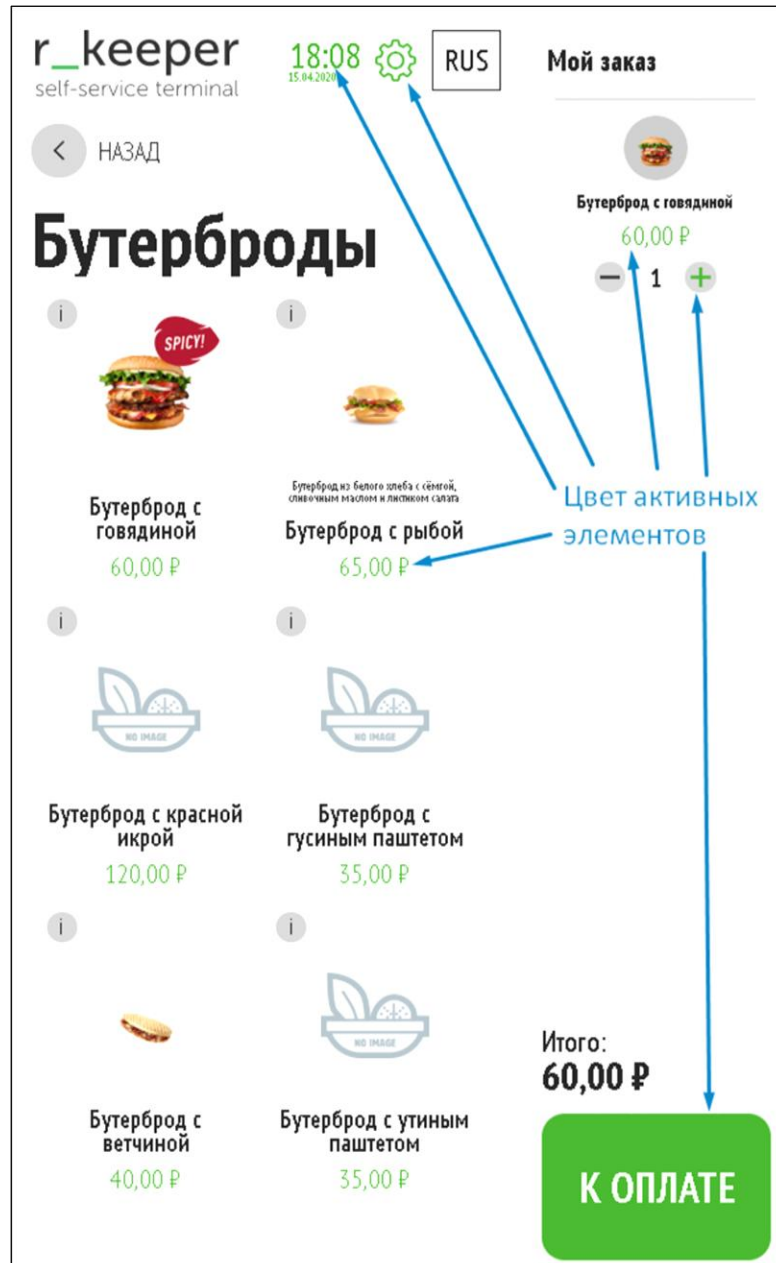 r_keeper
self-service terminal
18:08
15.04.2020
RUS
НАЗАД
Бутерброды
i
SPICY!
Бутерброд с
говядиной
60,00 ₽
i
Бутерброд из белого хлеба с сёмгой,
сливочным маслом и листиком салата
Бутерброд с рыбой
65,00 ₽
i
NO IMAGE
Бутерброд с красной
икрой
120,00 ₽
i
NO IMAGE
Бутерброд с
гусиным паштетом
35,00 ₽
i
Бутерброд с
ветчиной
40,00 ₽
i
NO IMAGE
Бутерброд с утиным
паштетом
35,00 ₽
Мой заказ
Бутерброд с говядиной
60,00 ₽
− 1 +
Цвет активных
элементов
Итого:
60,00 ₽
К ОПЛАТЕ